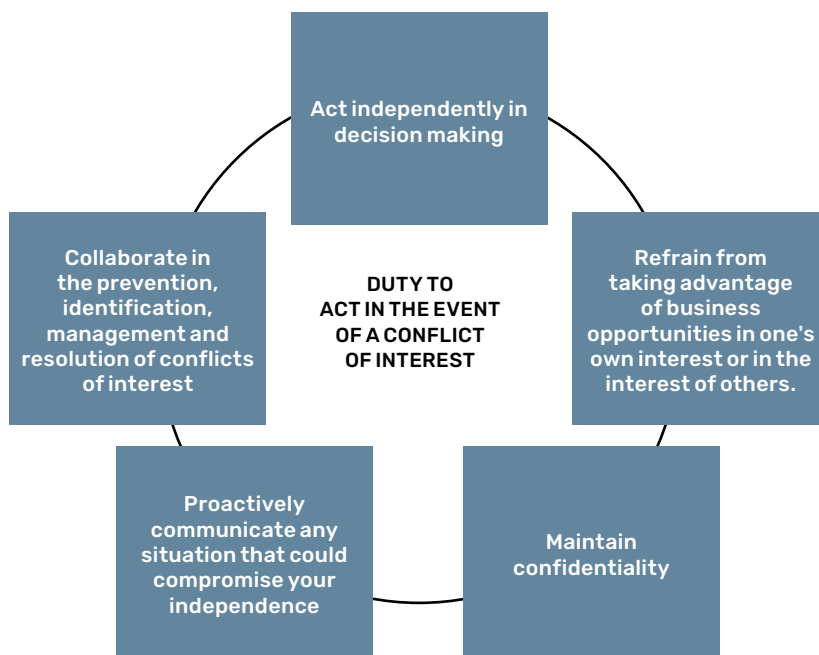 Act independently in
decision making
Collaborate in
the prevention,
identification,
management and
resolution of conflicts
of interest
DUTY TO
ACT IN THE EVENT
OF A CONFLICT
OF INTEREST
Refrain from
taking advantage
of business
opportunities in one's
own interest or in the
interest of others.
Proactively
communicate any
situation that could
compromise your
independence
Maintain
confidentiality